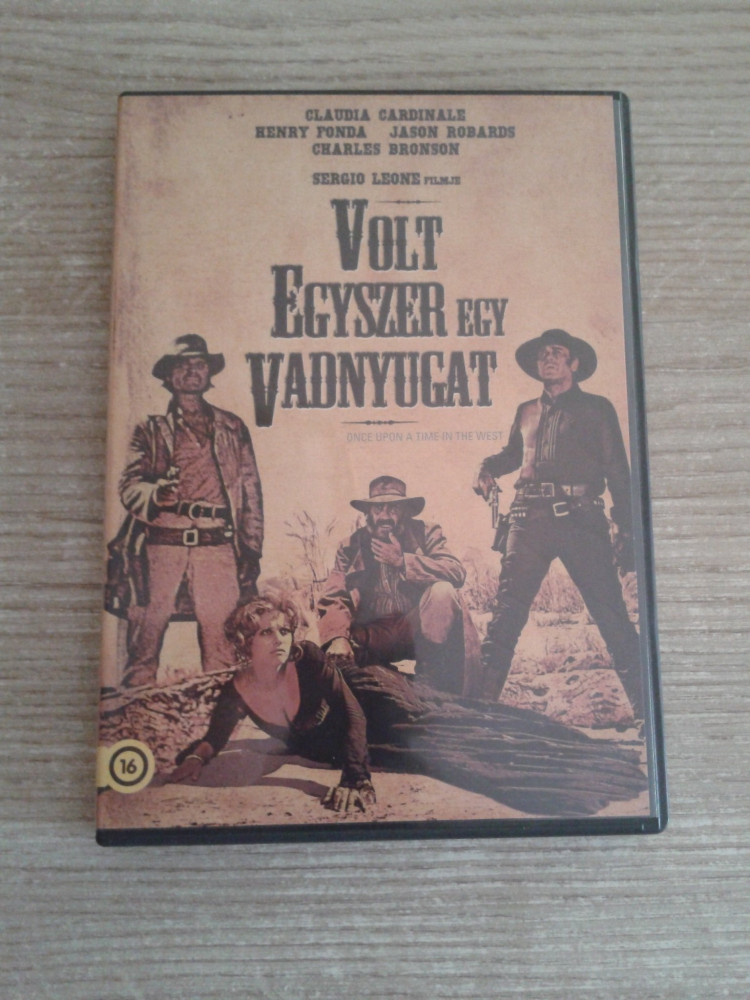 CLAUDIA CARDINALE
HENRY FONDA JASON ROBARDS
CHARLES BRONSON
SERGIO LEONE FILMJE
VOLT
EGYSZER EGY
VADNYUGAT
ONCE UPON A TIME IN THE WEST
16